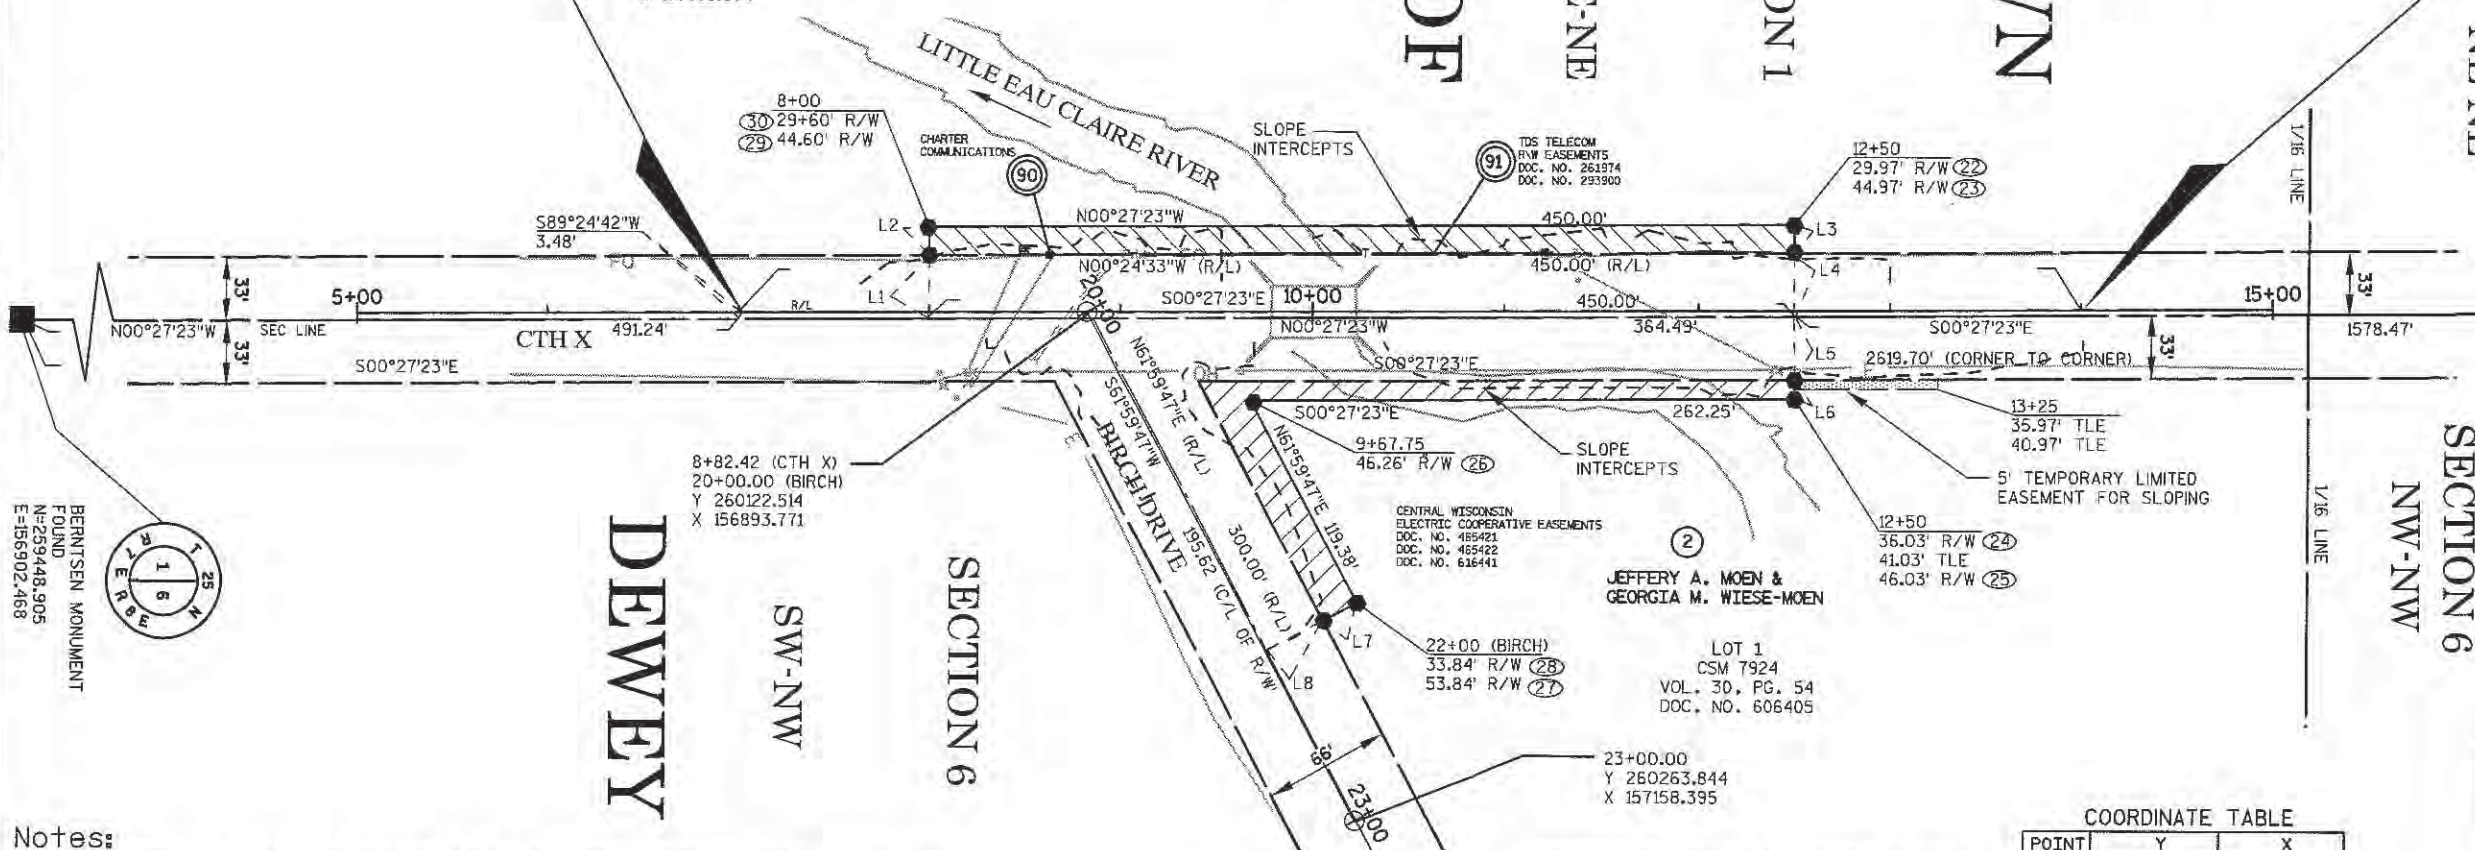 OF
C-NE
ON 1
WN
LITTLE EAU CLAIRE RIVER
8+00
30 29+60' R/W
29 44.60' R/W
CHARTER
COMMUNICATIONS
90
SLOPE
INTERCEPTS
91
TDS TELECOM
R\W EASEMENTS
DOC. NO. 261974
DOC. NO. 293900
12+50
29.97' R/W 22
44.97' R/W 23
1/16 LINE
S89°24'42"W
3.48'
L2
N00°27'23"W
450.00'
L3
FO
N00°24'33"W (R/L)
450.00' (R/L)
L4
33'
5+00
R/L
L1
20+00
S00°27'23"E
10+00
450.00'
15+00
33'
N00°27'23"W
SEC LINE
CTH X
491.24'
N00°27'23"W
364.49'
S00°27'23"E
1578.47'
33'
S00°27'23"E
S00°27'23"E
L5
2619.70' (CORNER TO CORNER)
33'
N61°59'47"E (R/L)
S61°59'47"W
S00°27'23"E
262.25'
L6
13+25
35.97' TLE
40.97' TLE
8+82.42 (CTH X)
20+00.00 (BIRCH)
Y 260122.514
X 156893.771
BIRCH DRIVE
E
N61°59'47"E 119.38'
9+67.75
46.26' R/W 26
SLOPE
INTERCEPTS
5' TEMPORARY LIMITED
EASEMENT FOR SLOPING
SECTION 6
NW-NW
1/16 LINE
BERNTSEN MONUMENT
FOUND
N=259448.905
E=156902.468
T 25 N
R 8 E
1 6
DEWEY
SW-NW
SECTION 6
195.62 (C/L OF R/W)
300.00' (R/L)
CENTRAL WISCONSIN
ELECTRIC COOPERATIVE EASEMENTS
DOC. NO. 465421
DOC. NO. 465422
DOC. NO. 616441
2
JEFFERY A. MOEN &
GEORGIA M. WIESE-MOEN
12+50
36.03' R/W 24
41.03' TLE
46.03' R/W 25
L7
L8
22+00 (BIRCH)
33.84' R/W 28
53.84' R/W 27
LOT 1
CSM 7924
VOL. 30, PG. 54
DOC. NO. 606405
66'
23+00
23+00.00
Y 260263.844
X 157158.395
Notes:
COORDINATE TABLE
POINT Y X